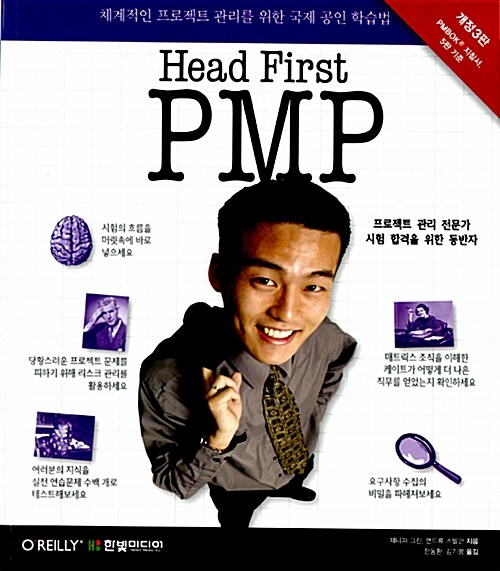 체계적인 프로젝트 관리를 위한 국제 공인 학습법
개정3판
PMBOK® 지침서,
5판 기준
Head First
PMP
프로젝트 관리 전문가
시험 합격을 위한 동반자
시험의 흐름을
머릿속에 바로
넣으세요
당황스러운 프로젝트 문제를
피하기 위해 리스크 관리를
활용하세요
매트릭스 조직을 이해한
케이트가 어떻게 더 나은
직무를 얻었는지 확인하세요
여러분의 지식을
실전 연습문제 수백 개로
테스트해보세요
요구사항 수집의
비밀을 파헤쳐보세요
O'REILLY® 한빛미디어
제니퍼 그린, 앤드류 스텔만 지음
한동환, 김기웅 옮김